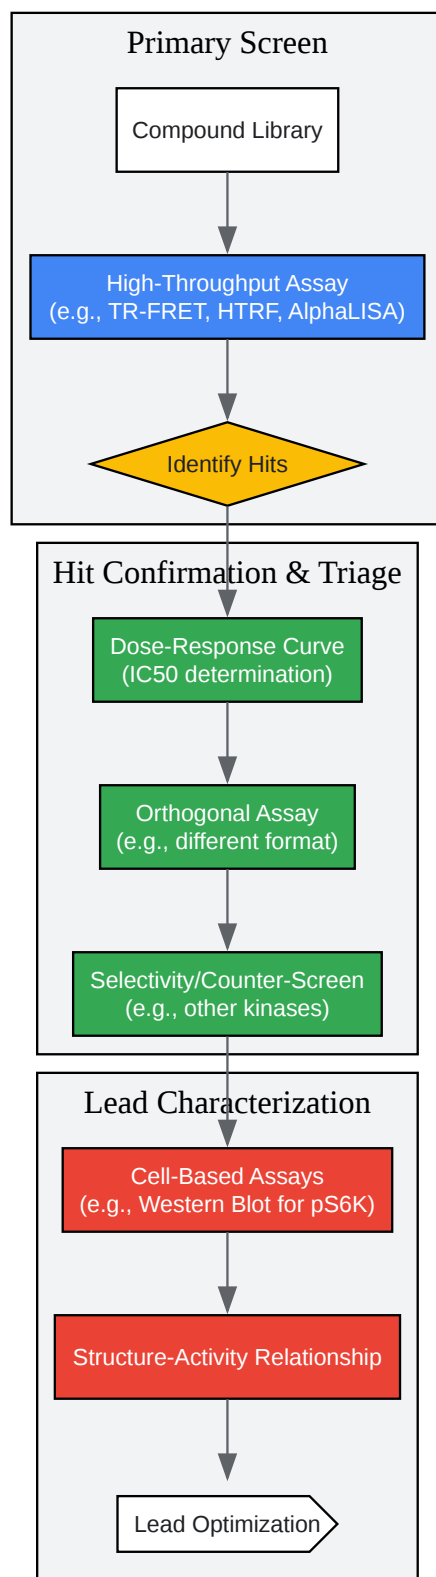 Primary Screen
Compound Library
High-Throughput Assay
(e.g., TR-FRET, HTRF, AlphaLISA)
Identify Hits
Hit Confirmation & Triage
Dose-Response Curve
(IC50 determination)
Orthogonal Assay
(e.g., different format)
Selectivity/Counter-Screen
(e.g., other kinases)
Lead Characterization
Cell-Based Assays
(e.g., Western Blot for pS6K)
Structure-Activity Relationship
Lead Optimization